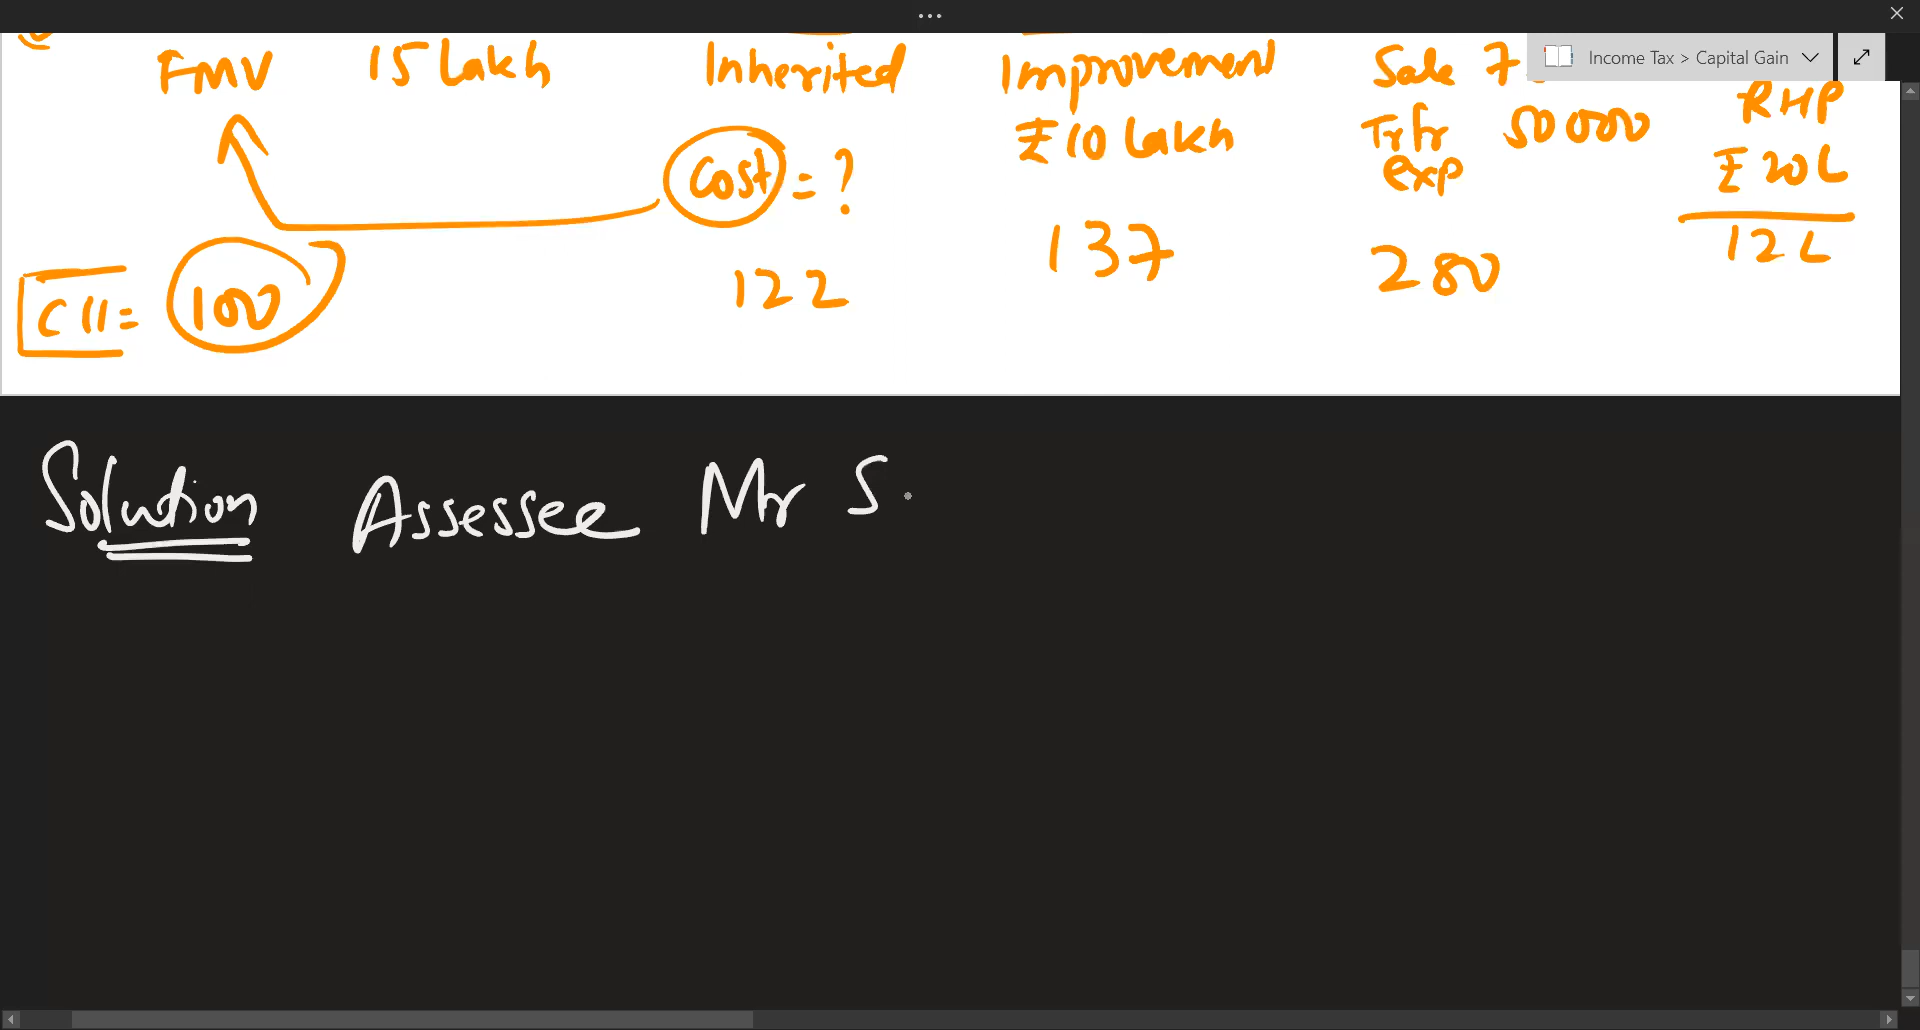 ...
Income Tax > Capital Gain
FMV 15 Lakh Inherited Improvement Sale 7
RHP
₹10 Lakh Trfr 50000
Cost = ? exp ₹20L
137 12L
CII = 100 122 280
Solution Assessee Mr S.